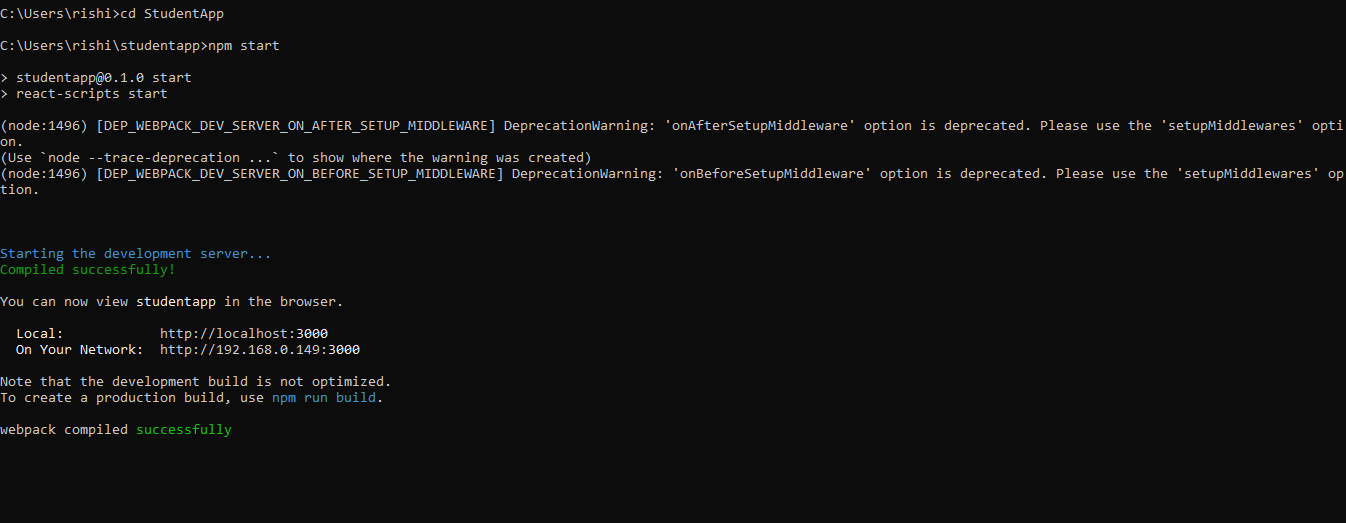 C:\Users\rishi>cd StudentApp
C:\Users\rishi\studentapp>npm start
> studentapp@0.1.0 start
> react-scripts start
(node:1496) [DEP_WEBPACK_DEV_SERVER_ON_AFTER_SETUP_MIDDLEWARE] DeprecationWarning: 'onAfterSetupMiddleware' option is deprecated. Please use the 'setupMiddlewares' opti
on.
(Use `node --trace-deprecation ...` to show where the warning was created)
(node:1496) [DEP_WEBPACK_DEV_SERVER_ON_BEFORE_SETUP_MIDDLEWARE] DeprecationWarning: 'onBeforeSetupMiddleware' option is deprecated. Please use the 'setupMiddlewares' op
tion.
Starting the development server...
Compiled successfully!
You can now view studentapp in the browser.
  Local:            http://localhost:3000
  On Your Network:  http://192.168.0.149:3000
Note that the development build is not optimized.
To create a production build, use npm run build.
webpack compiled successfully